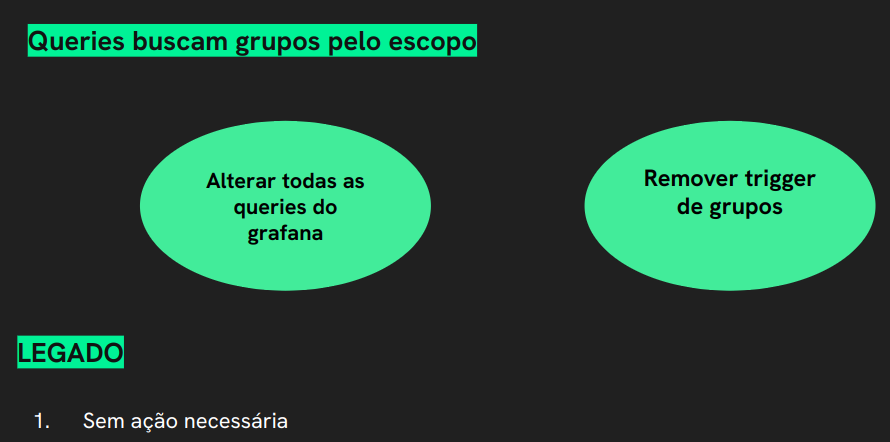 Queries buscam grupos pelo escopo
Alterar todas as
queries do
grafana
Remover trigger
de grupos
LEGADO
1. Sem ação necessária